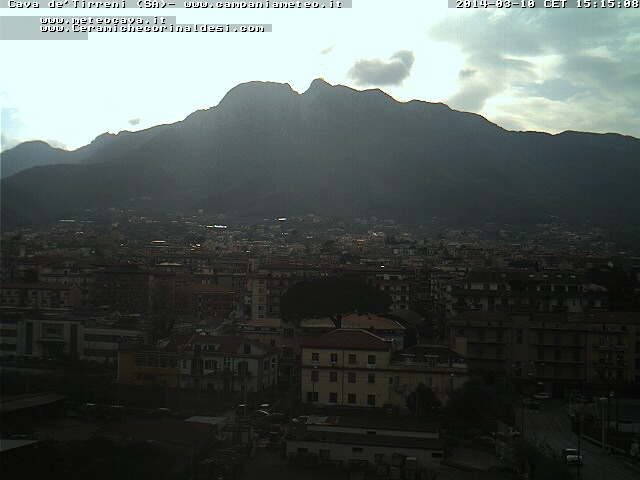 Cava de'Tirreni (SA)- www.campaniameteo.it 2014-03-10 CET 15:15:08
www.meteocava.it
www.Ceramichecorinaldesi.com